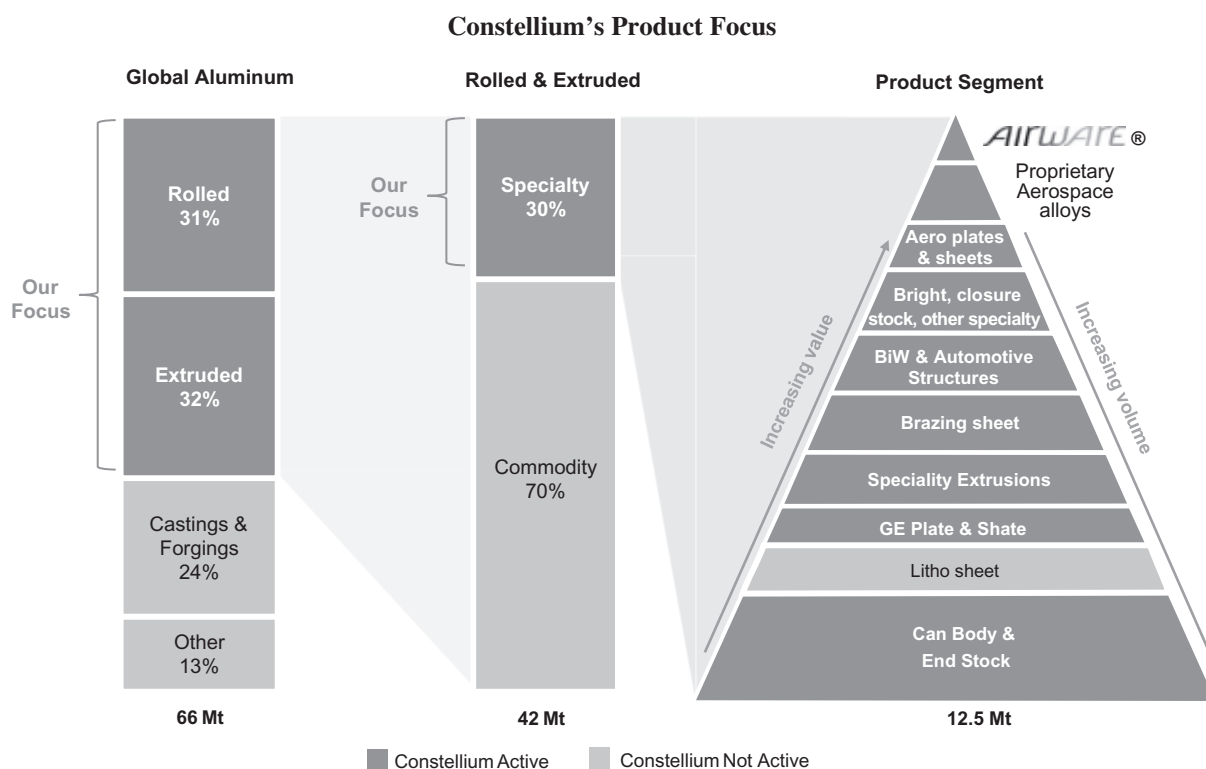 Constellium’s Product Focus
Global Aluminum
Rolled & Extruded
Product Segment
Our
Focus
Rolled
31%
Extruded
32%
Castings &
Forgings
24%
Other
13%
66 Mt
Our
Focus
Specialty
30%
Commodity
70%
42 Mt
AIRWARE ®
Proprietary
Aerospace
alloys
Aero plates
& sheets
Bright, closure
stock, other specialty
BiW & Automotive
Structures
Brazing sheet
Speciality Extrusions
GE Plate & Shate
Litho sheet
Can Body &
End Stock
Increasing value
Increasing volume
12.5 Mt
Constellium Active
Constellium Not Active